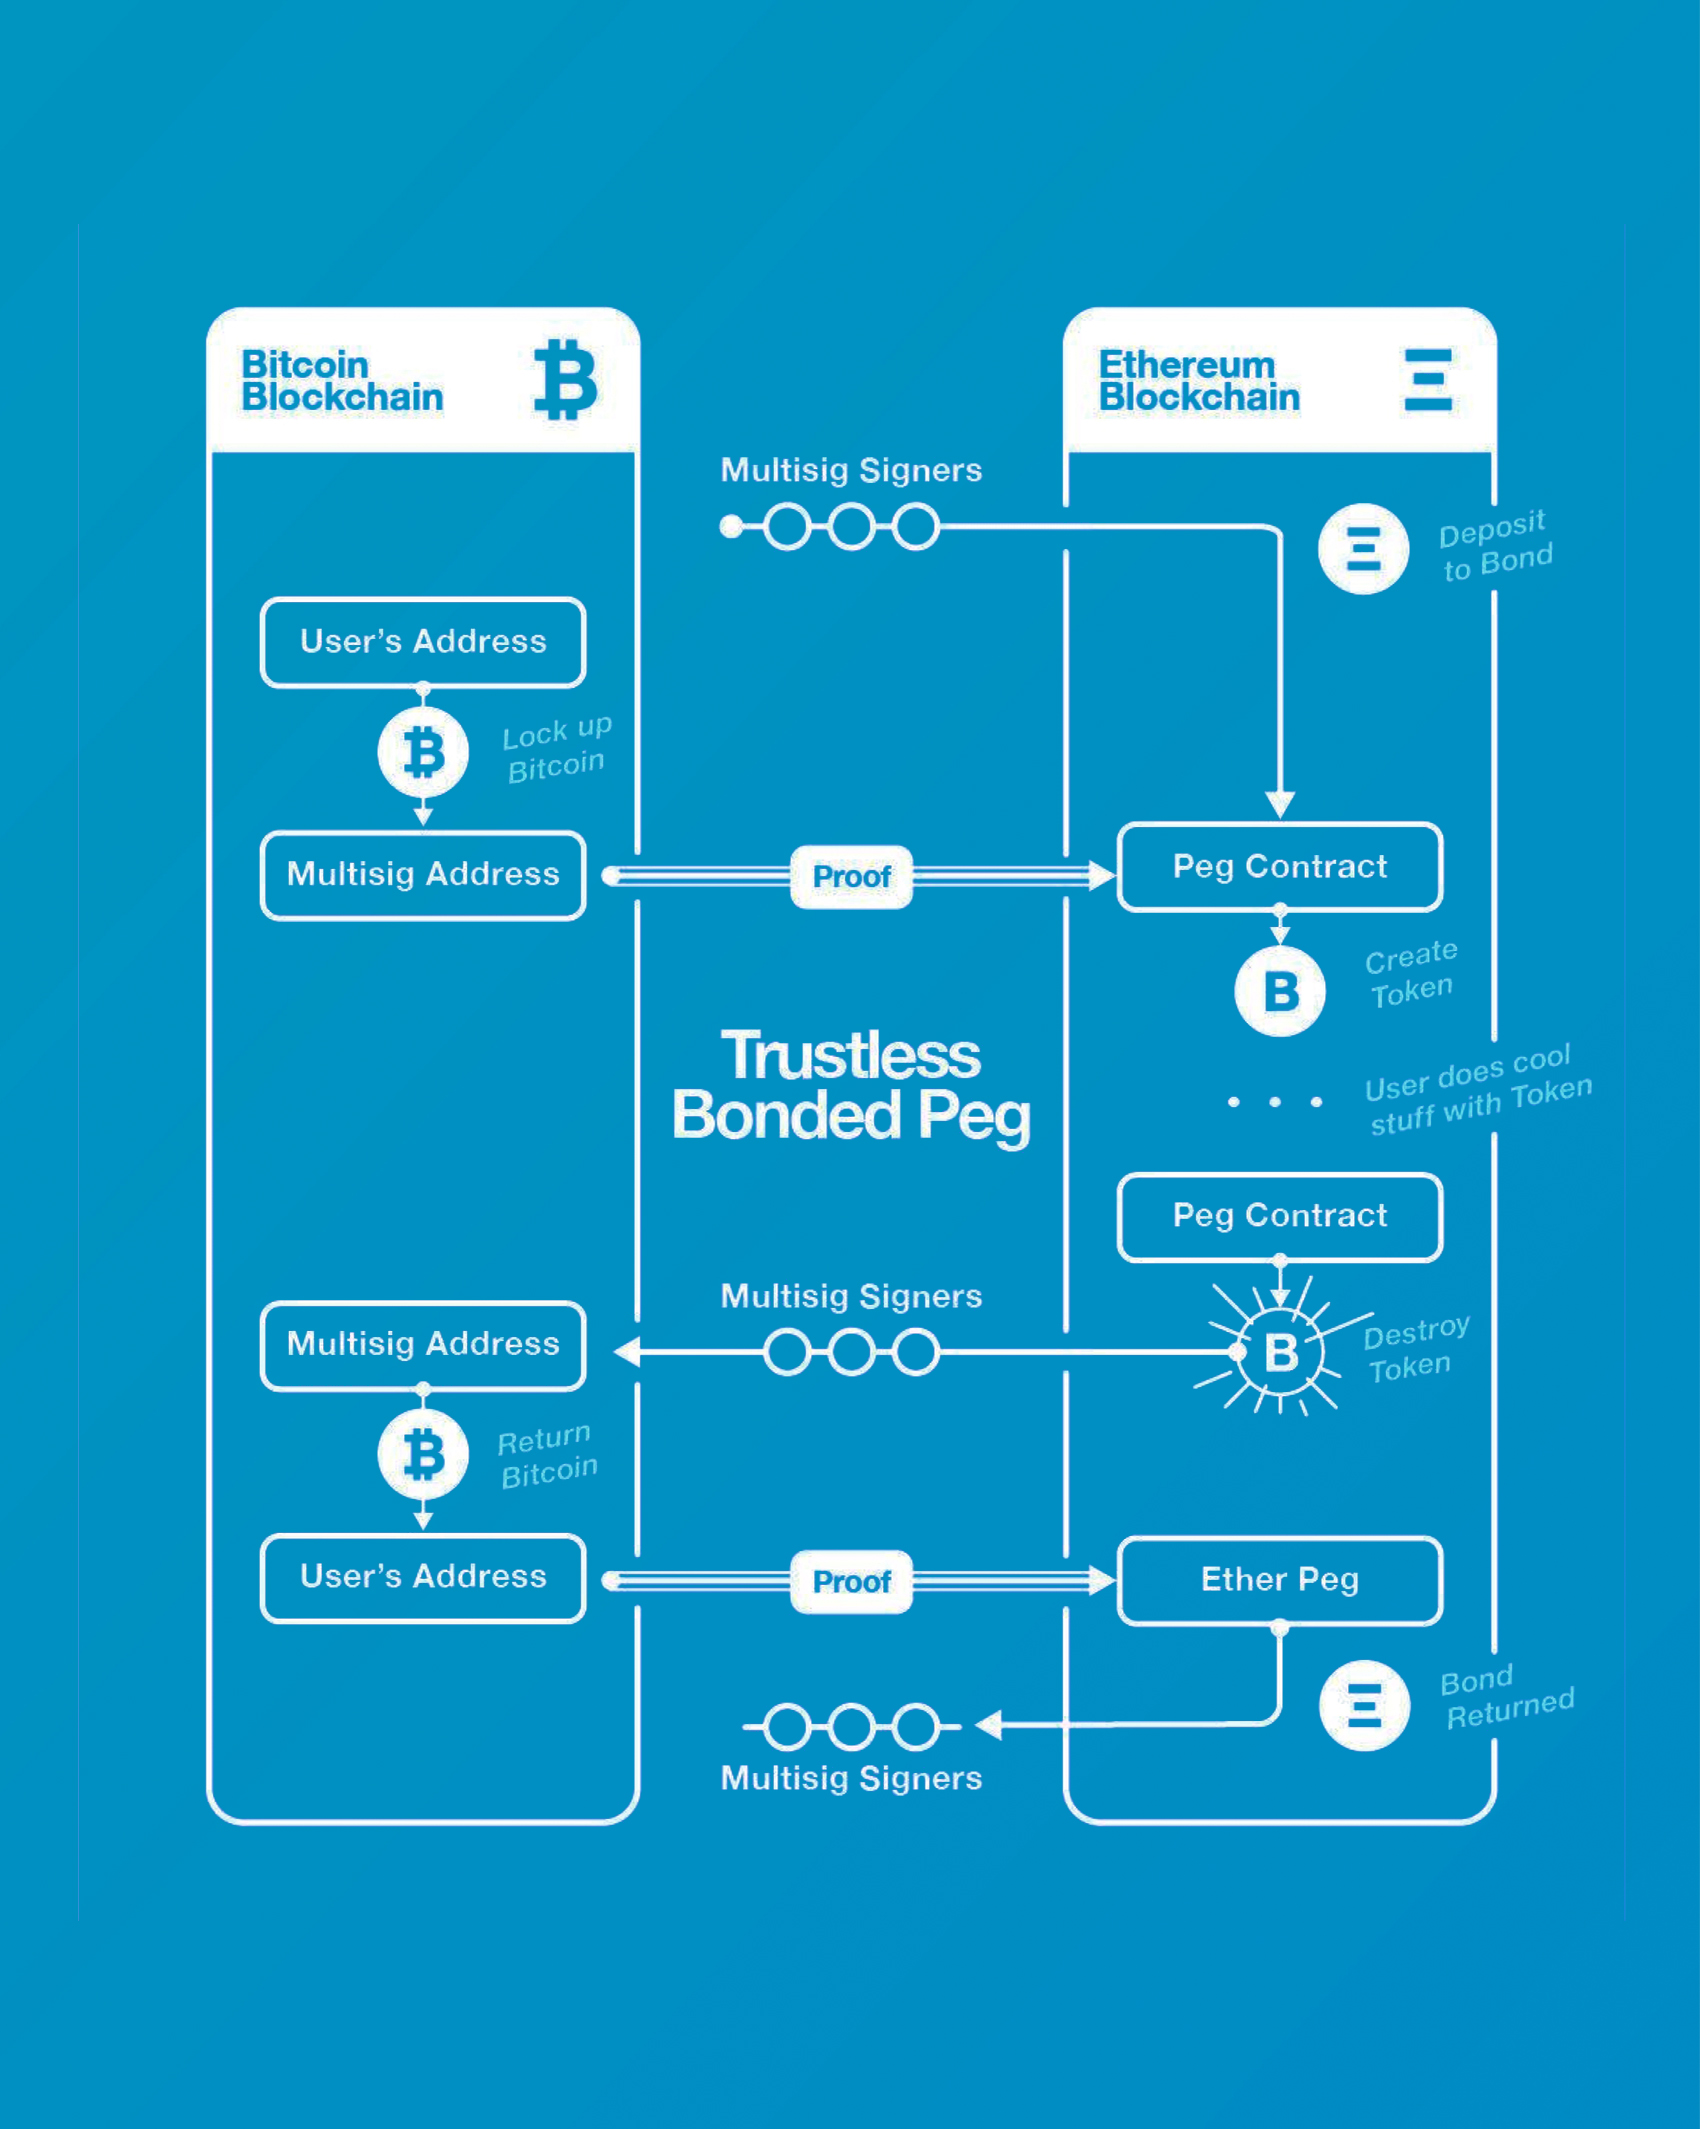 Bitcoin
Blockchain
Ethereum
Blockchain
Multisig Signers
Deposit
to Bond
User’s Address
Lock up
Bitcoin
Multisig Address
Proof
Peg Contract
Create
Token
Trustless
Bonded Peg
User does cool
stuff with Token
Peg Contract
Multisig Signers
Multisig Address
B
B
Destroy
Token
Return
Bitcoin
User’s Address
Proof
Ether Peg
Bond
Returned
Multisig Signers